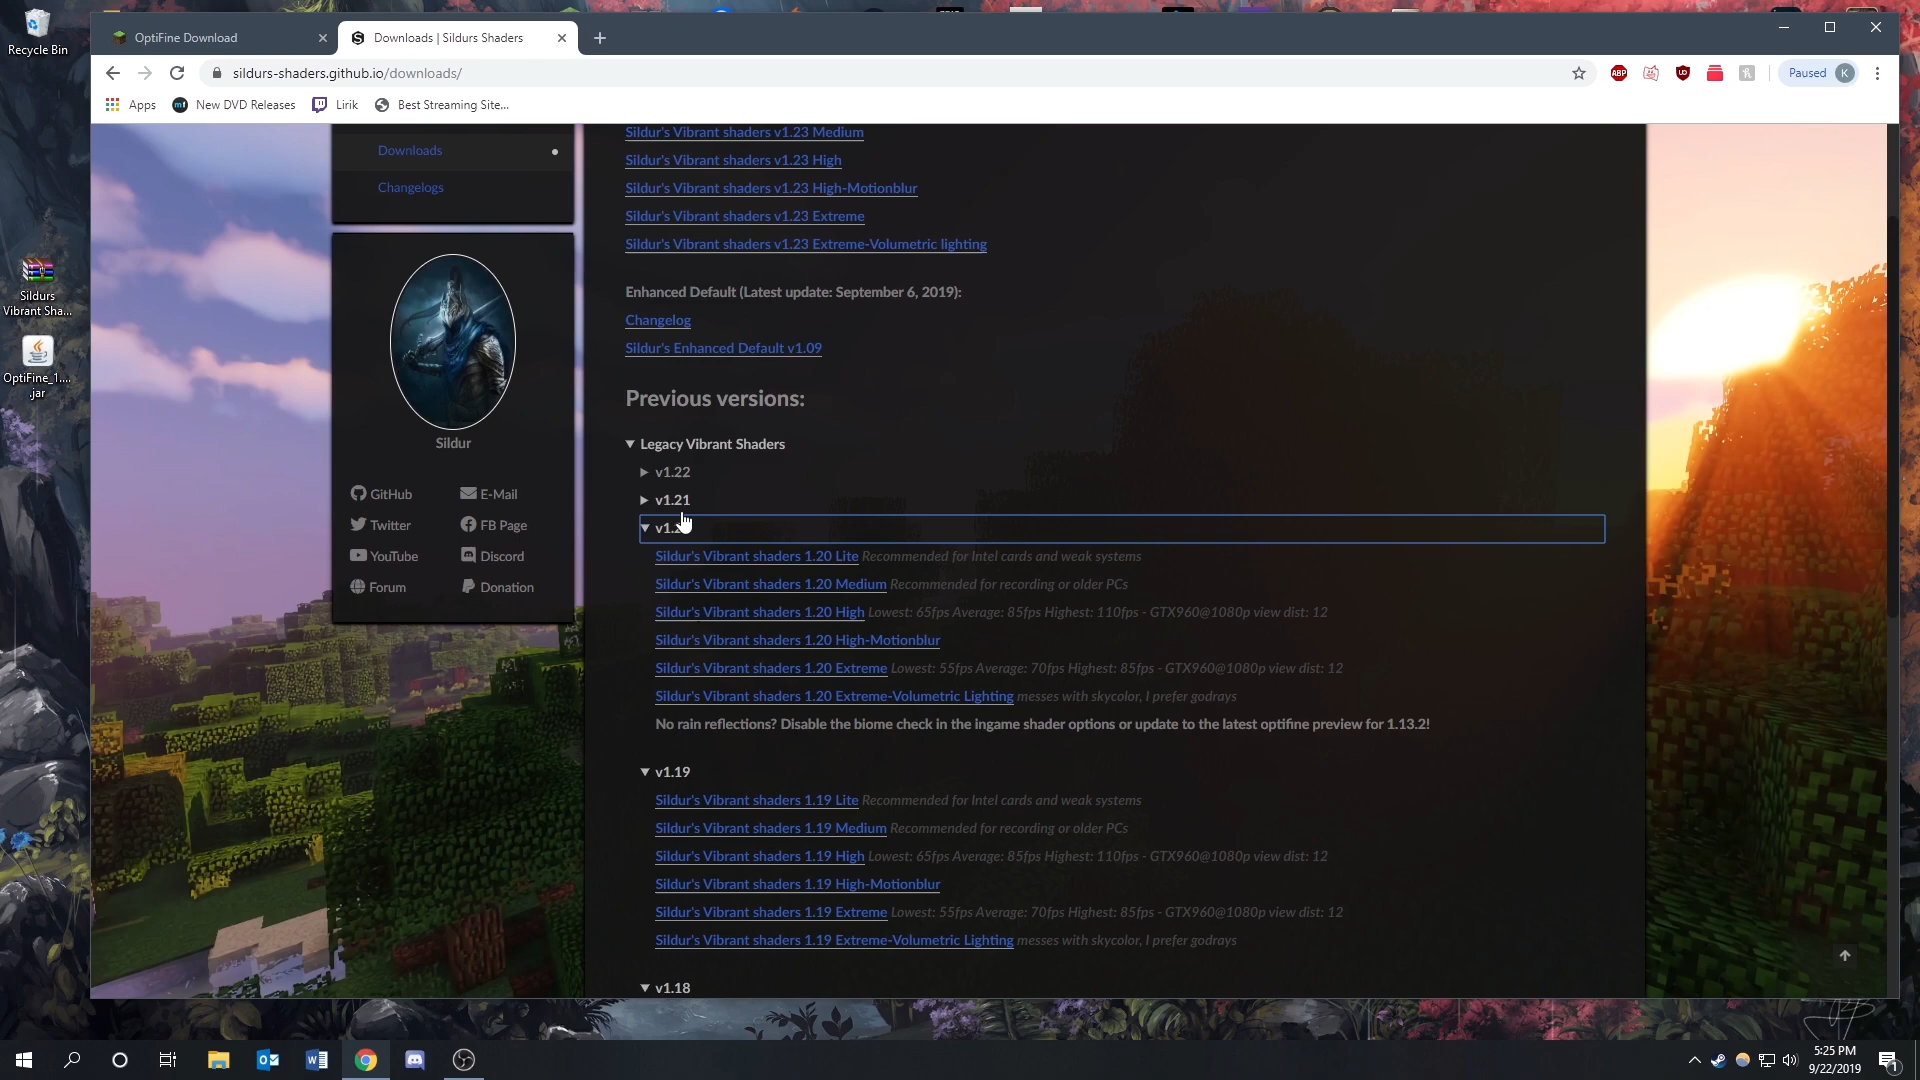 Recycle Bin
OptiFine Download
Downloads | Sildurs Shaders
sildurs-shaders.github.io/downloads/
ABP
Paused
K
Apps
mf
New DVD Releases
Lirik
Best Streaming Site...
Downloads
Changelogs
Sildur
GitHub
E-Mail
Twitter
FB Page
YouTube
Discord
Forum
Donation
Sildurs
Vibrant Sha...
OptiFine_1....
.jar
Sildur's Vibrant shaders v1.23 Medium
Sildur's Vibrant shaders v1.23 High
Sildur's Vibrant shaders v1.23 High-Motionblur
Sildur's Vibrant shaders v1.23 Extreme
Sildur's Vibrant shaders v1.23 Extreme-Volumetric lighting
Enhanced Default (Latest update: September 6, 2019):
Changelog
Sildur's Enhanced Default v1.09
Previous versions:
Legacy Vibrant Shaders
v1.22
v1.21
Sildur's Vibrant shaders 1.20 Lite Recommended for Intel cards and weak systems
Sildur's Vibrant shaders 1.20 Medium Recommended for recording or older PCs
Sildur's Vibrant shaders 1.20 High Lowest: 65fps Average: 85fps Highest: 110fps - GTX960@1080p view dist: 12
Sildur's Vibrant shaders 1.20 High-Motionblur
Sildur's Vibrant shaders 1.20 Extreme Lowest: 55fps Average: 70fps Highest: 85fps - GTX960@1080p view dist: 12
Sildur's Vibrant shaders 1.20 Extreme-Volumetric Lighting messes with skycolor, I prefer godrays
No rain reflections? Disable the biome check in the ingame shader options or update to the latest optifine preview for 1.13.2!
v1.19
Sildur's Vibrant shaders 1.19 Lite Recommended for Intel cards and weak systems
Sildur's Vibrant shaders 1.19 Medium Recommended for recording or older PCs
Sildur's Vibrant shaders 1.19 High Lowest: 65fps Average: 85fps Highest: 110fps - GTX960@1080p view dist: 12
Sildur's Vibrant shaders 1.19 High-Motionblur
Sildur's Vibrant shaders 1.19 Extreme Lowest: 55fps Average: 70fps Highest: 85fps - GTX960@1080p view dist: 12
Sildur's Vibrant shaders 1.19 Extreme-Volumetric Lighting messes with skycolor, I prefer godrays
v1.18
5:25 PM
9/22/2019
1